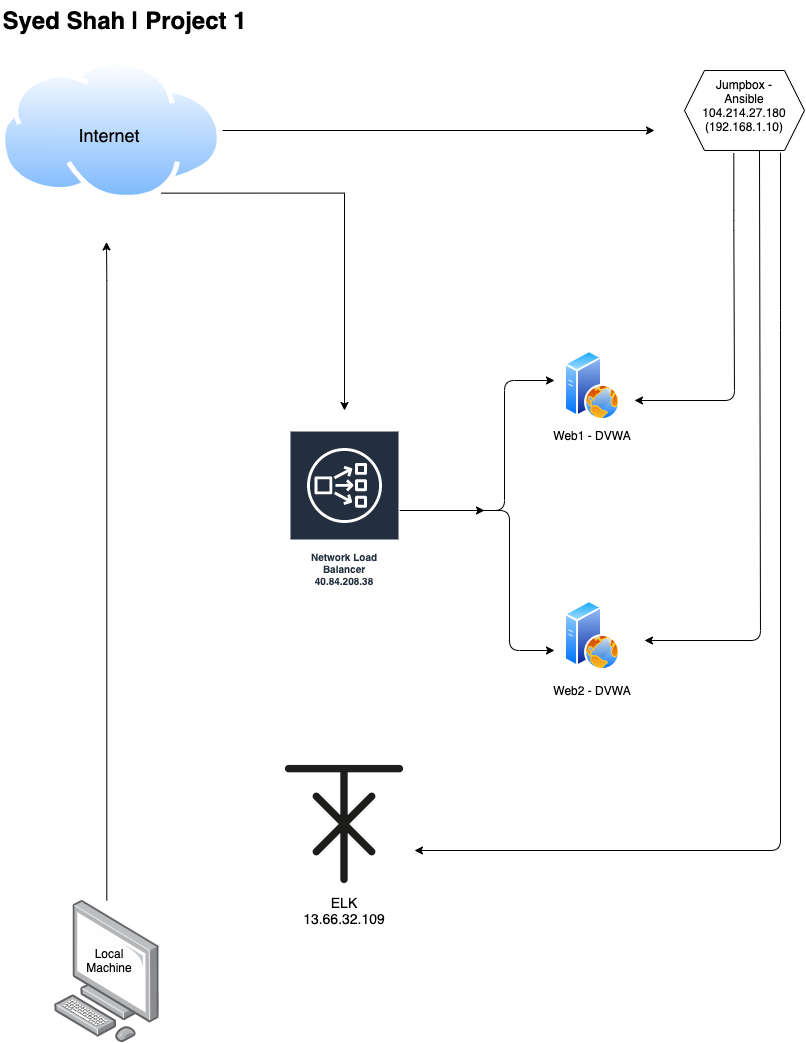 Syed Shah | Project 1
Internet
Jumpbox -
Ansible
104.214.27.180
(192.168.1.10)
Web1 - DVWA
Network Load
Balancer
40.84.208.38
Web2 - DVWA
ELK
13.66.32.109
Local
Machine